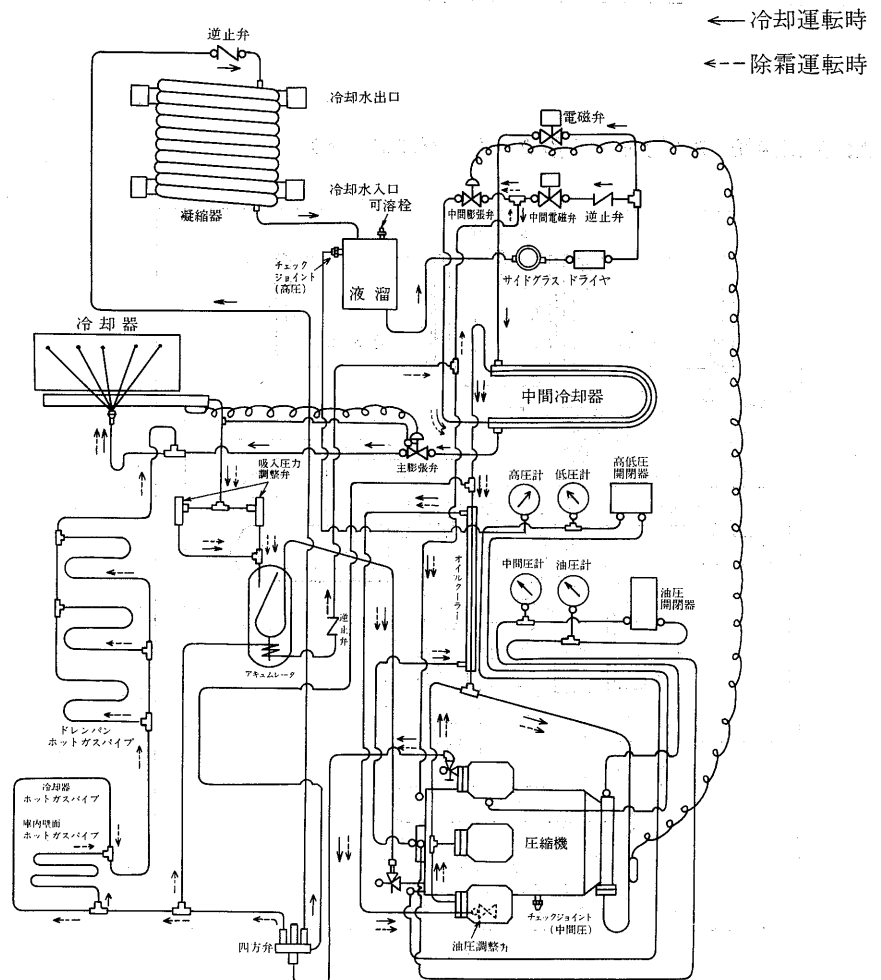 冷却運転時
除霜運転時
逆止弁
冷却水出口
冷却水入口
可溶栓
凝縮器
チェック
ジョイント
(高圧)
液溜
電磁弁
中間膨張弁
中間電磁弁
逆止弁
サイドグラス
ドライヤ
冷却器
中間冷却器
主膨張弁
吸入圧力
調整弁
高圧計
低圧計
高低圧
開閉器
オイルクーラー
中間圧計
油圧計
油圧
開閉器
逆止弁
アキュムレータ
ドレンパン
ホットガスパイプ
冷却器
ホットガスパイプ
庫内壁面
ホットガスパイプ
圧縮機
チェックジョイント
(中間圧)
油圧調整弁
四方弁